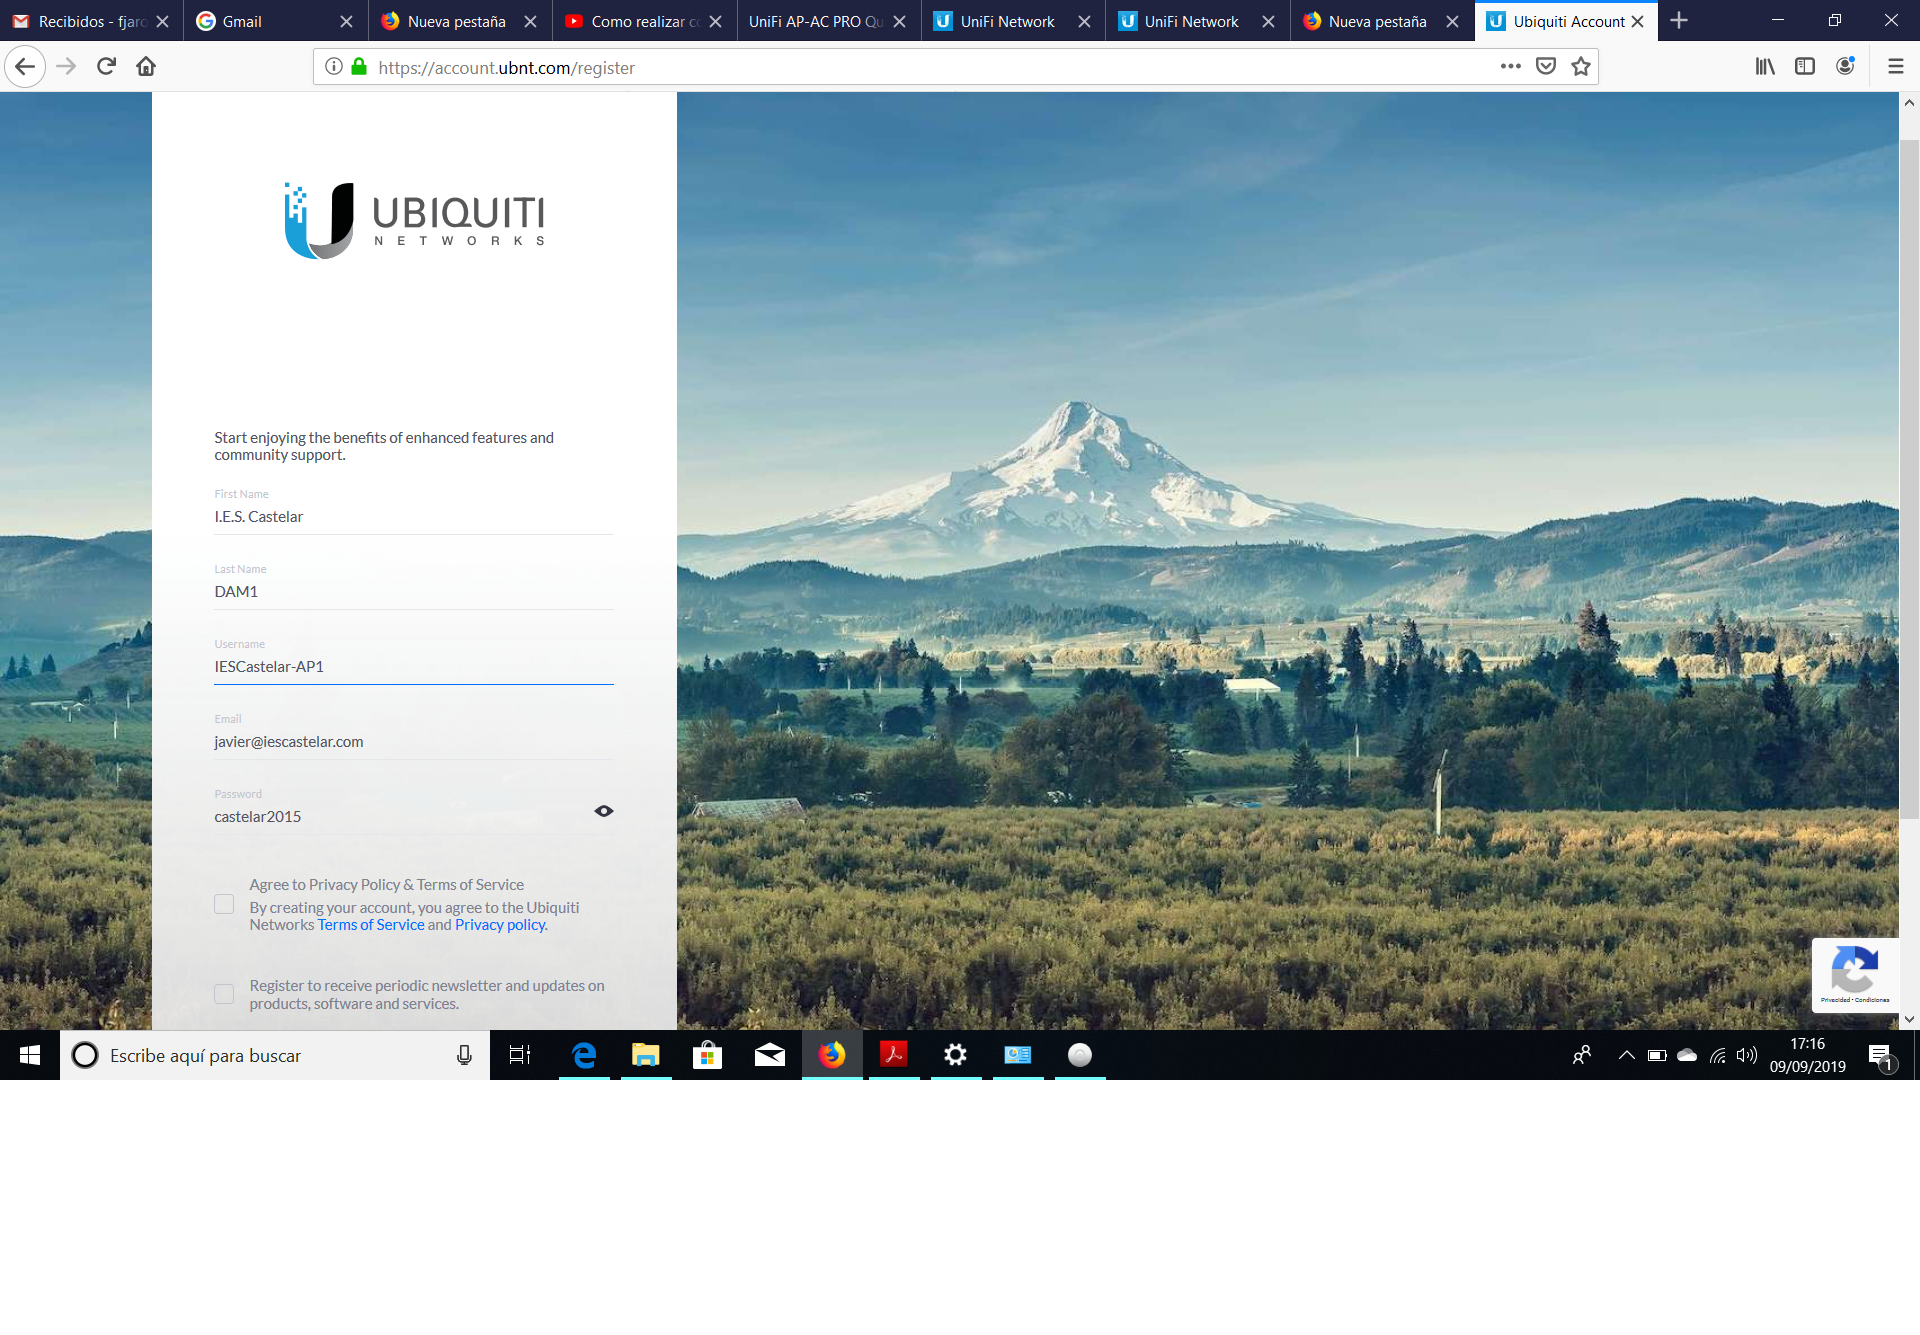 Recibidos - fjaro
Gmail
Nueva pestaña
Como realizar co
UniFi AP-AC PRO Qu
UniFi Network
UniFi Network
Nueva pestaña
Ubiquiti Account
https://account.ubnt.com/register
UBIQUITI
NETWORKS
Start enjoying the benefits of enhanced features and
community support.
First Name
I.E.S. Castelar
Last Name
DAM1
Username
IESCastelar-AP1
Email
javier@iescastelar.com
Password
castelar2015
Agree to Privacy Policy & Terms of Service
By creating your account, you agree to the Ubiquiti
Networks Terms of Service and Privacy policy.
Register to receive periodic newsletter and updates on
products, software and services.
Privacidad - Condiciones
Escribe aquí para buscar
17:16
09/09/2019
1